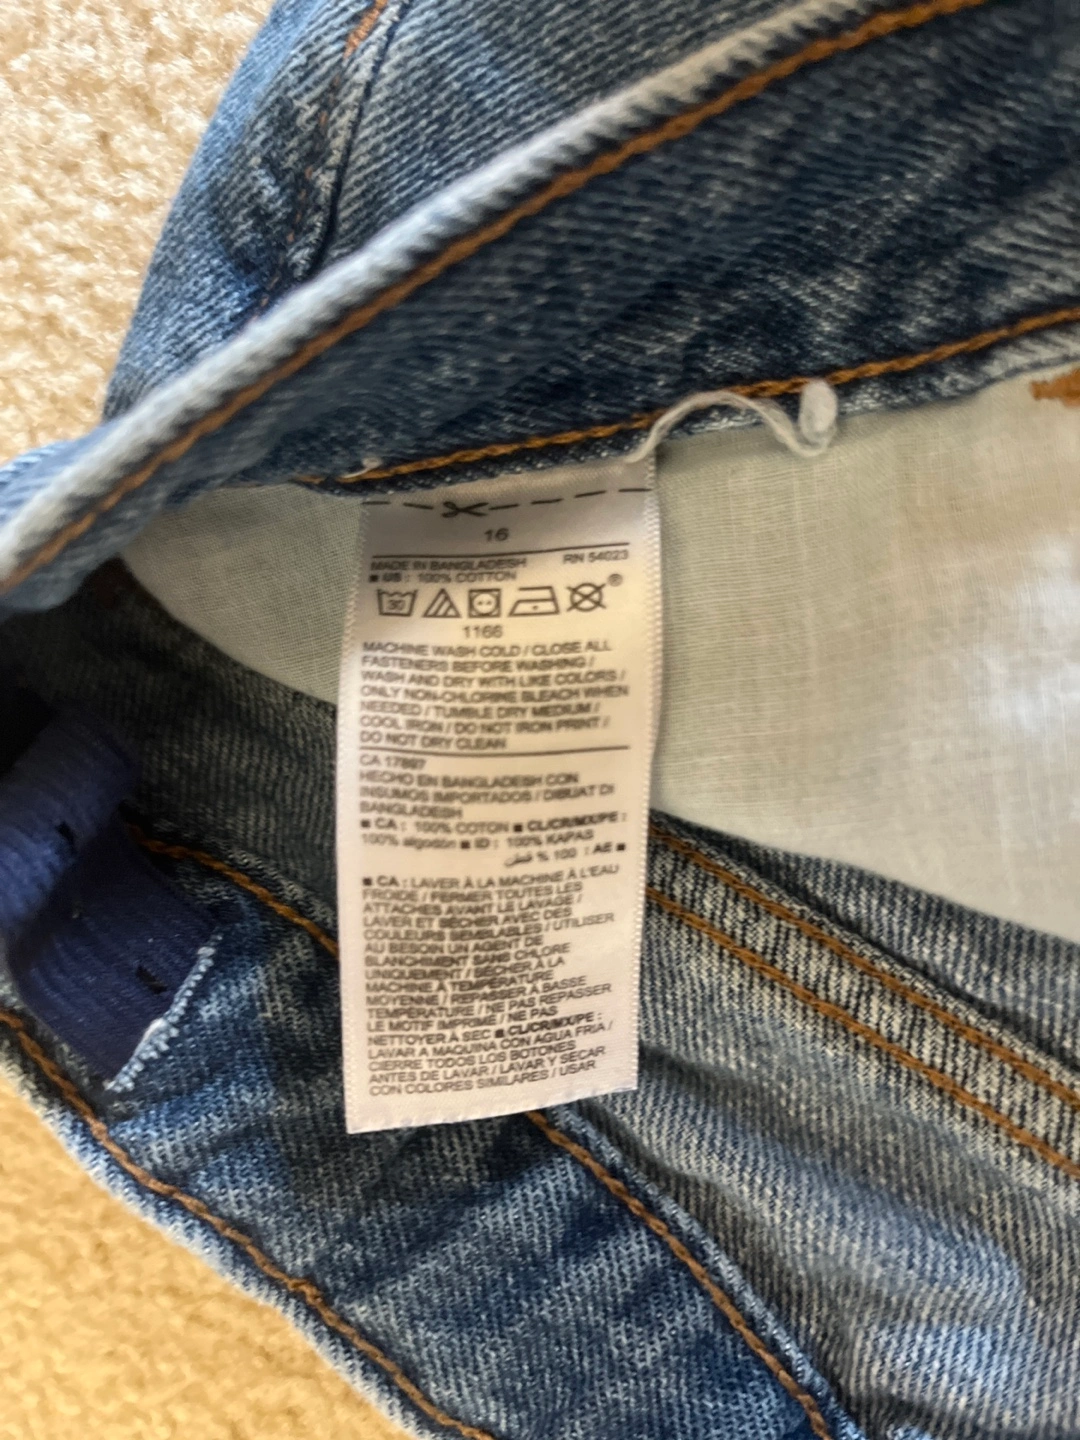 16
MADE IN BANGLADESH RN 54023
■ US : 100% COTTON
30
1166
MACHINE WASH COLD / CLOSE ALL
FASTENERS BEFORE WASHING /
WASH AND DRY WITH LIKE COLORS /
ONLY NON-CHLORINE BLEACH WHEN
NEEDED / TUMBLE DRY MEDIUM /
COOL IRON / DO NOT IRON PRINT /
DO NOT DRY CLEAN
CA 17897
HECHO EN BANGLADESH CON
INSUMOS IMPORTADOS / DIBUAT DI
BANGLADESH
■ CA : 100% COTON ■ CL/CR/MX/PE :
100% algodón ■ ID : 100% KAPAS
■ AE : 100 % قطن
■ CA : LAVER À LA MACHINE À L'EAU
FROIDE / FERMER TOUTES LES
ATTACHES AVANT LE LAVAGE /
LAVER ET SÉCHER AVEC DES
COULEURS SEMBLABLES / UTILISER
AU BESOIN UN AGENT DE
BLANCHIMENT SANS CHLORE
UNIQUEMENT / SÉCHER À LA
MACHINE À TEMPÉRATURE
MOYENNE / REPASSER À BASSE
TEMPÉRATURE / NE PAS REPASSER
LE MOTIF IMPRIMÉ / NE PAS
NETTOYER À SEC ■ CL/CR/MX/PE :
LAVAR A MAQUINA CON AGUA FRIA /
CIERRE TODOS LOS BOTONES
ANTES DE LAVAR / LAVAR Y SECAR
CON COLORES SIMILARES / USAR